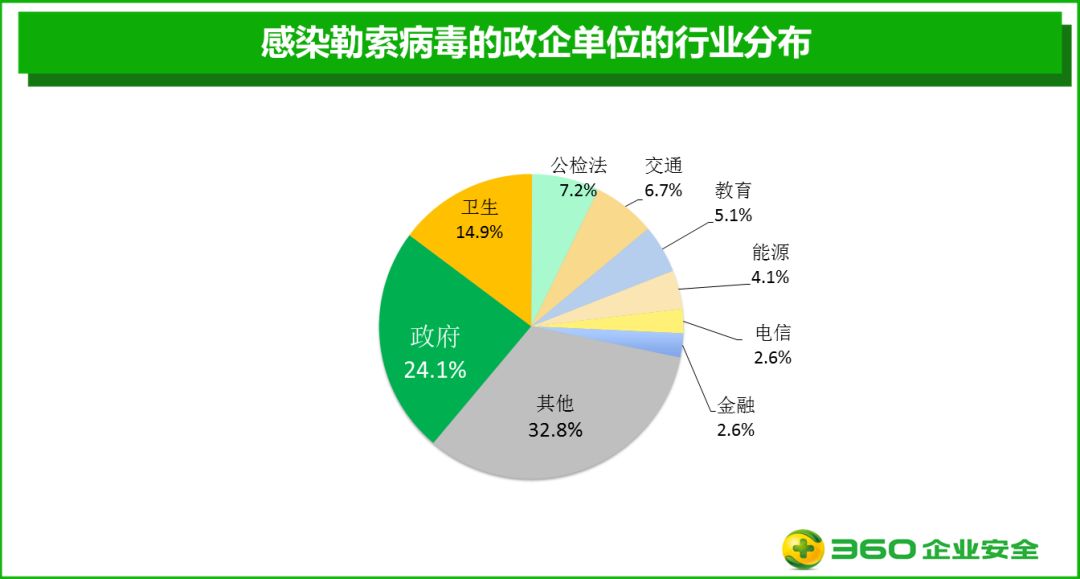 感染勒索病毒的政企单位的行业分布
公检法
7.2%
交通
6.7%
教育
5.1%
能源
4.1%
电信
2.6%
金融
2.6%
其他
32.8%
政府
24.1%
卫生
14.9%
360企业安全